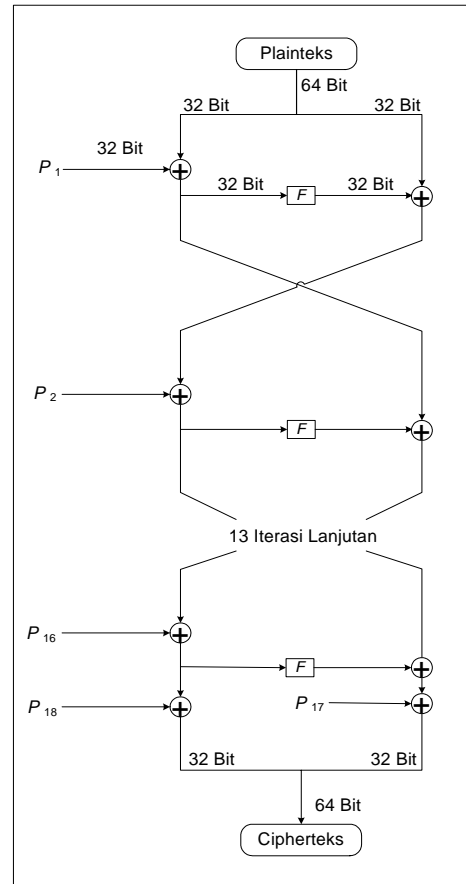 Plainteks
64 Bit
32 Bit 32 Bit
32 Bit
P 1
32 Bit F 32 Bit
P 2
F
13 Iterasi Lanjutan
P 16
F
P 18 P 17
32 Bit 32 Bit
64 Bit
Cipherteks